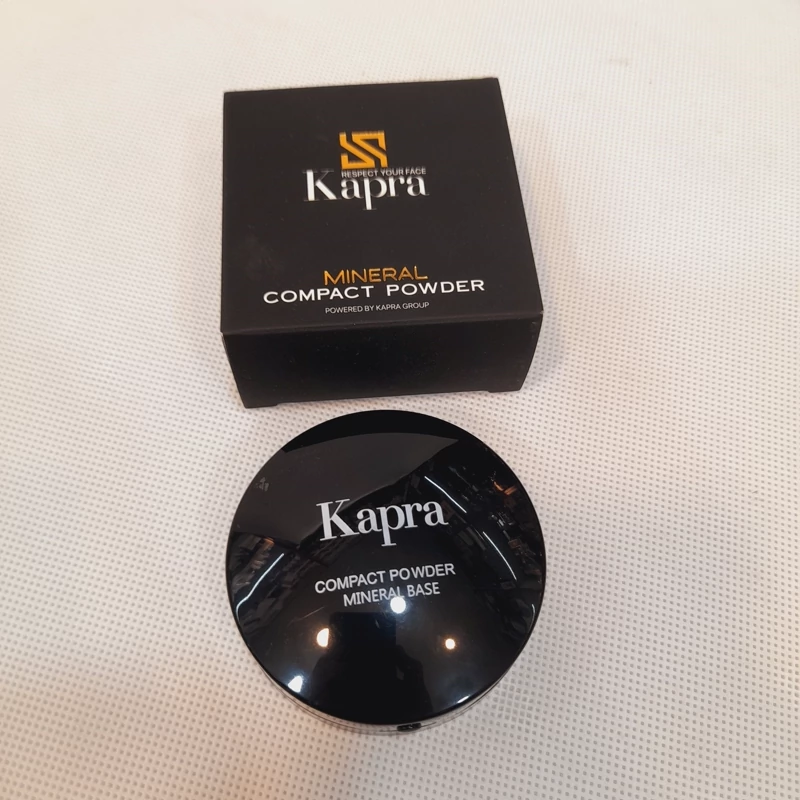 RESPECT YOUR FACE
Kapra
MINERAL
COMPACT POWDER
POWERED BY KAPRA GROUP
Kapra
COMPACT POWDER
MINERAL BASE